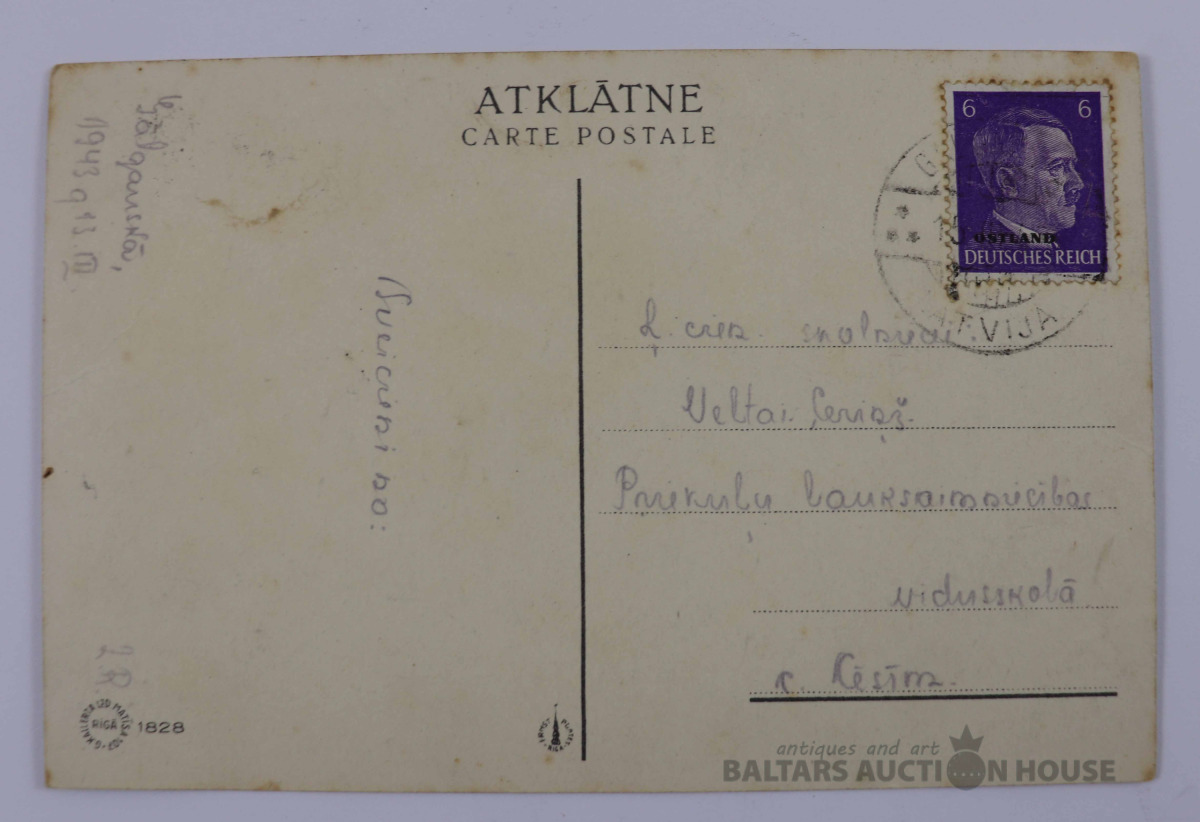 ATKLĀTNE
CARTE POSTALE
6 6
OSTLAND
DEUTSCHES REICH
LATVIJA
1943 g 13. III
Sveicieni no:
L. R.
RIGA
1828
Ļ. cien. skolniecei
Veltai Ceriņš.
Priekuļu lauksaimniecības
vidusskolā
p. Cēsīm.
antiques and art
BALTARS AUCTION HOUSE